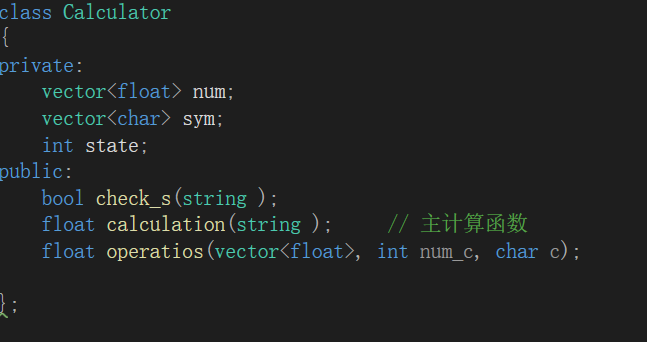 class Calculator
{
private:
    vector<float> num;
    vector<char> sym;
    int state;
public:
    bool check_s(string );
    float calculation(string );     // 主计算函数
    float operatios(vector<float>, int num_c, char c);
};